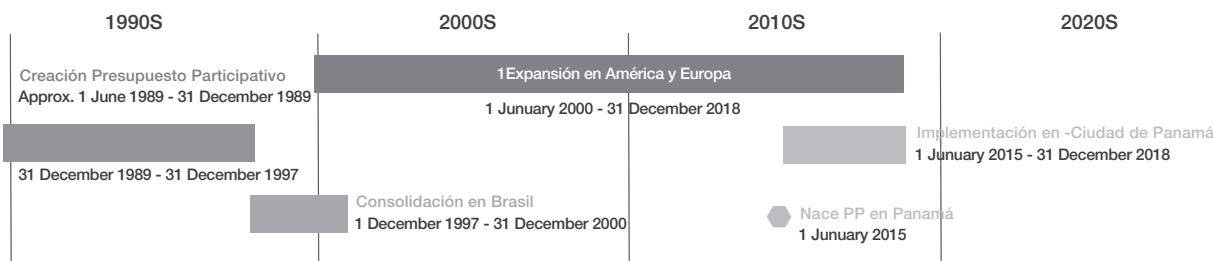 1990S
2000S
2010S
2020S
Creación Presupuesto Participativo
Approx. 1 June 1989 - 31 December 1989
1Expansión en América y Europa
1 Junuary 2000 - 31 December 2018
Implementación en -Ciudad de Panamá
1 Junuary 2015 - 31 December 2018
31 December 1989 - 31 December 1997
Consolidación en Brasil
1 December 1997 - 31 December 2000
Nace PP en Panamá
1 Junuary 2015